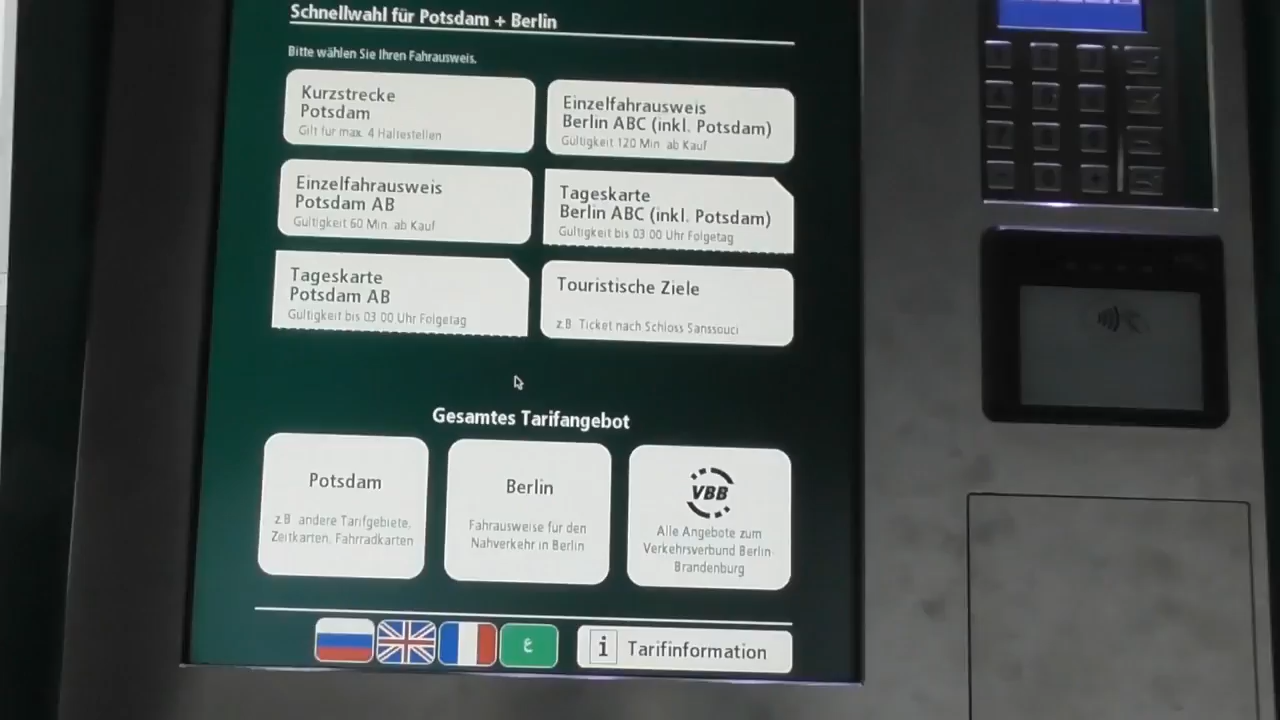 Schnellwahl für Potsdam + Berlin
Bitte wählen Sie Ihren Fahrausweis.
Kurzstrecke
Potsdam
Gilt für max. 4 Haltestellen
Einzelfahrausweis
Berlin ABC (inkl. Potsdam)
Gültigkeit 120 Min. ab Kauf
Einzelfahrausweis
Potsdam AB
Gültigkeit 60 Min. ab Kauf
Tageskarte
Berlin ABC (inkl. Potsdam)
Gültigkeit bis 03:00 Uhr Folgetag
Tageskarte
Potsdam AB
Gültigkeit bis 03:00 Uhr Folgetag
Touristische Ziele
z.B. Ticket nach Schloss Sanssouci
Gesamtes Tarifangebot
Potsdam
z.B. andere Tarifgebiete,
Zeitkarten, Fahrradkarten
Berlin
Fahrausweise für den
Nahverkehr in Berlin
VBB
Alle Angebote zum
Verkehrsverbund Berlin-
Brandenburg
ع
i Tarifinformation